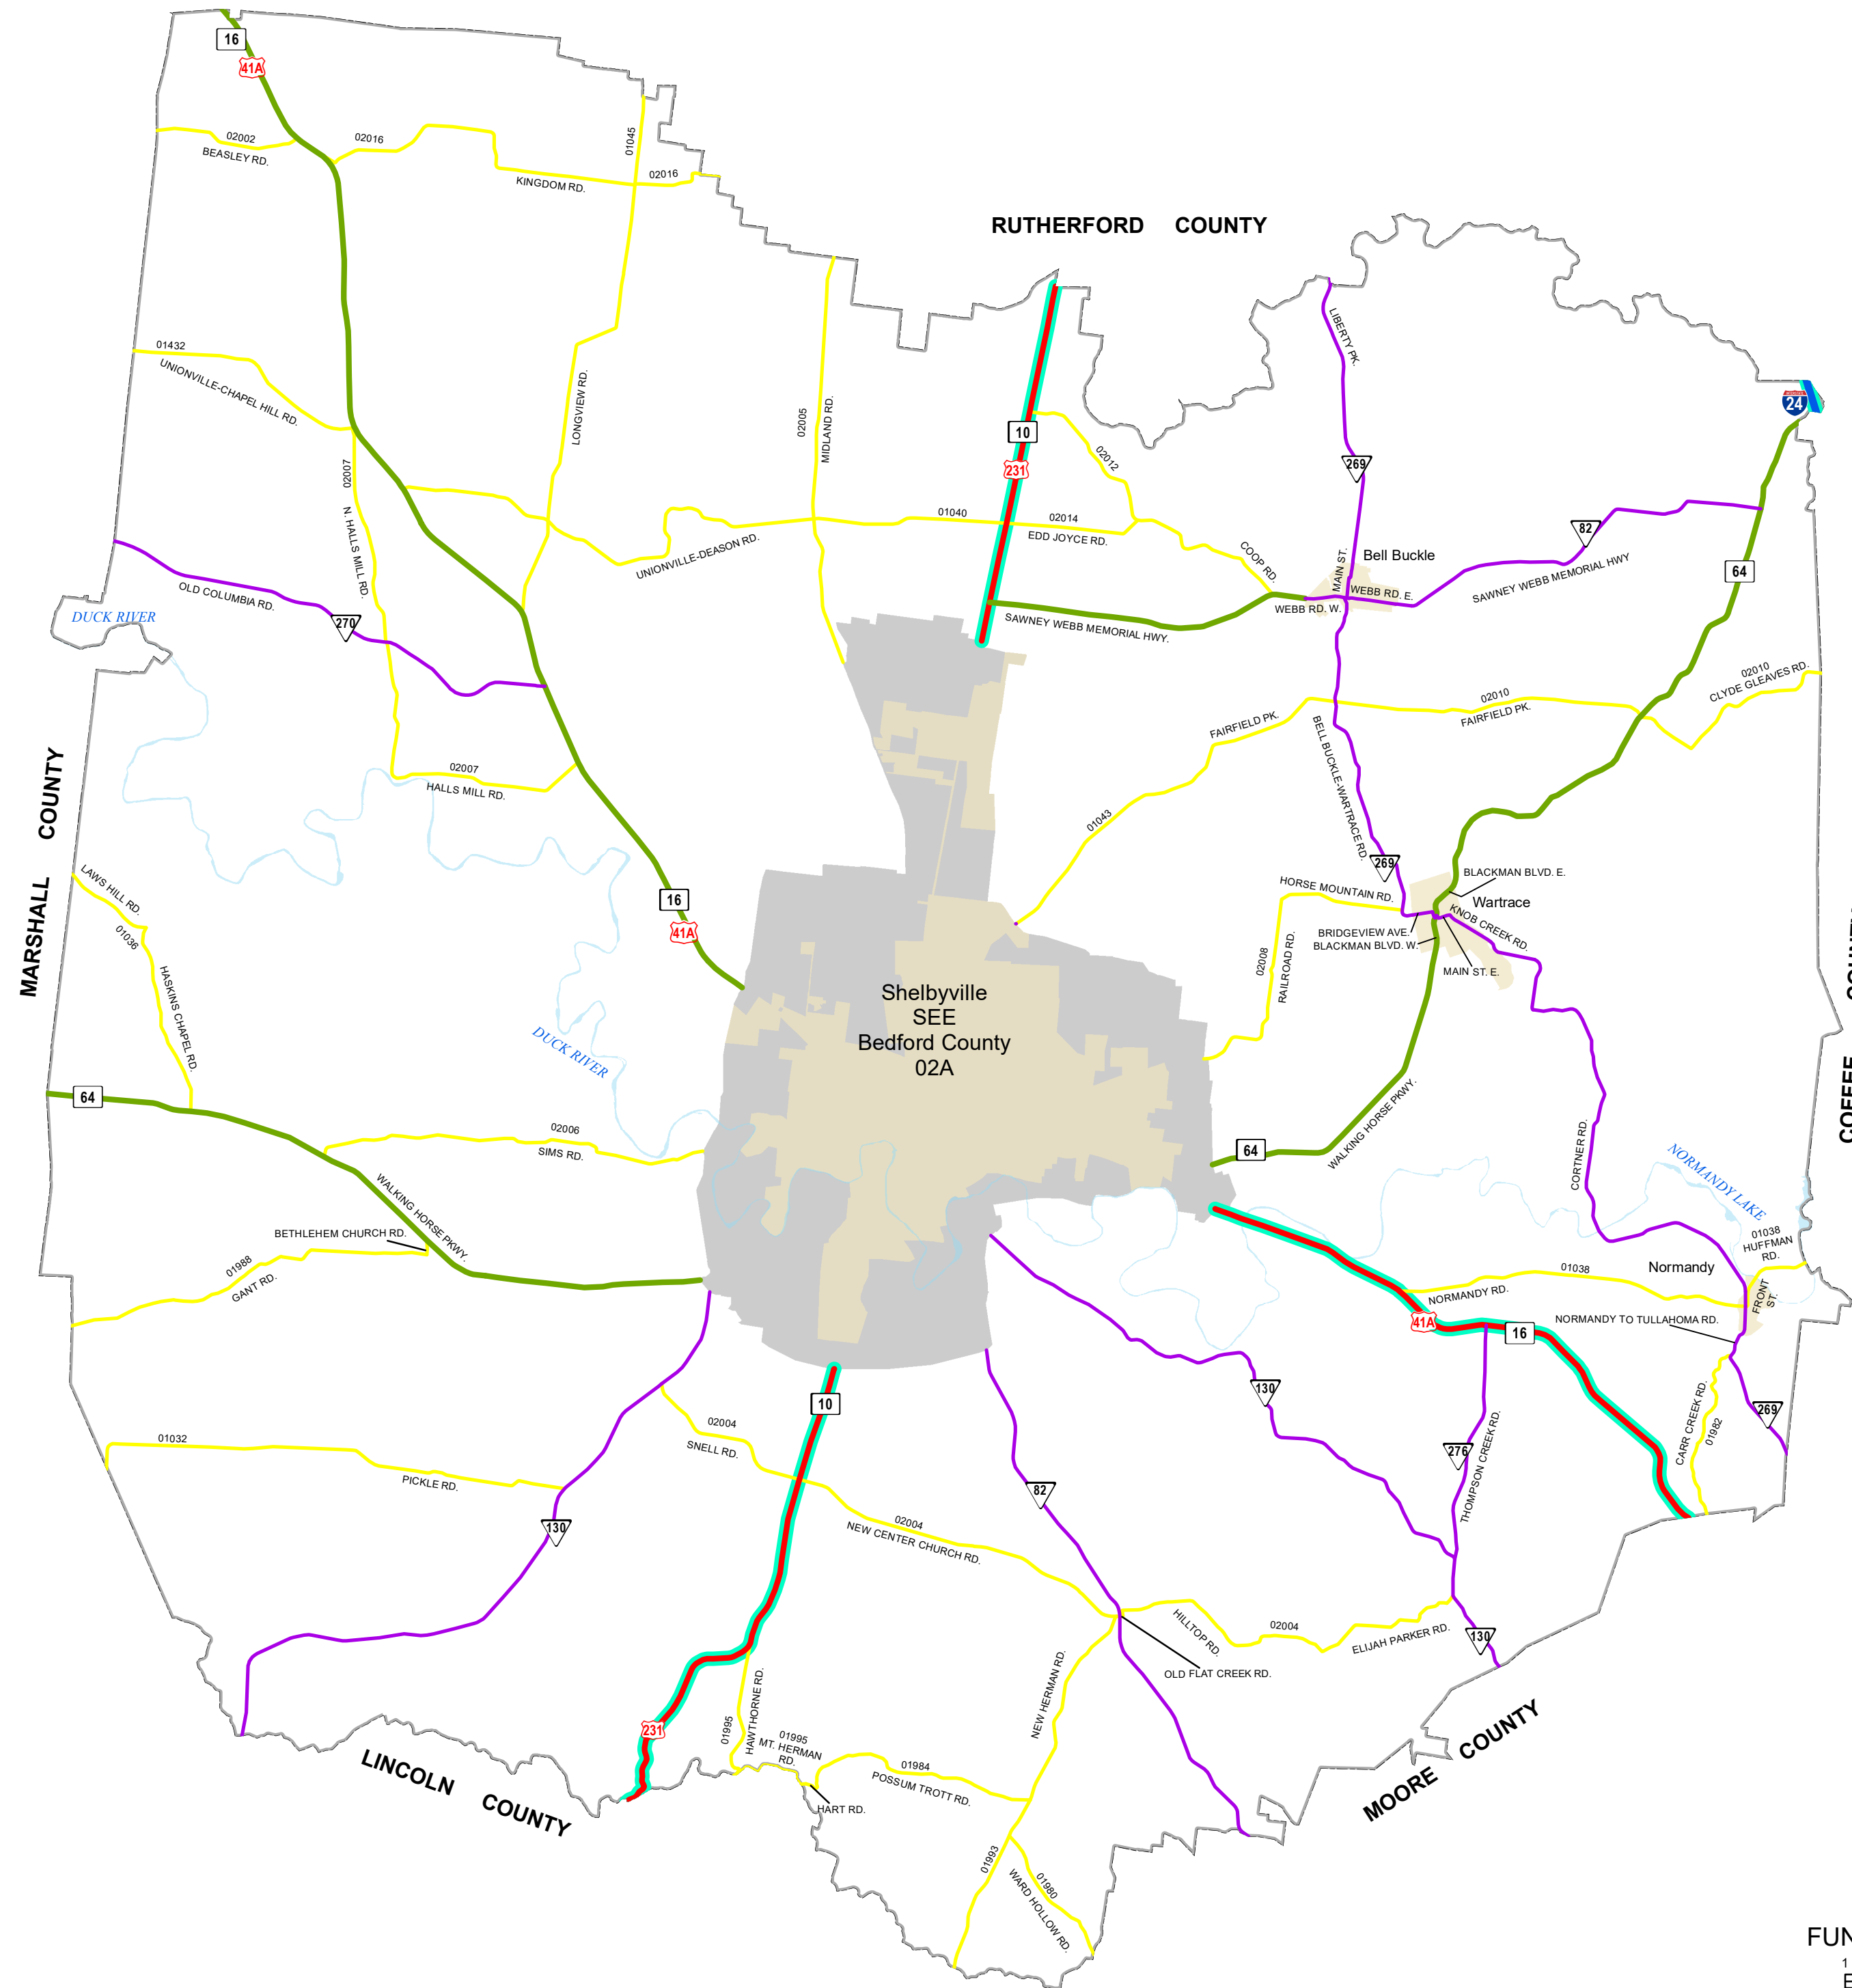 16
41A
02002
BEASLEY RD.
02016
01045
KINGDOM RD.
02016
RUTHERFORD COUNTY
LIBERTY PK.
01432
UNIONVILLE-CHAPEL HILL RD.
LONGVIEW RD.
02005
MIDLAND RD.
10
231
02012
24
269
02007
N. HALLS MILL RD.
01040
02014
EDD JOYCE RD.
UNIONVILLE-DEASON RD.
COOP RD.
MAIN ST.
Bell Buckle
82
SAWNEY WEBB MEMORIAL HWY
64
WEBB RD. E.
WEBB RD. W.
SAWNEY WEBB MEMORIAL HWY.
OLD COLUMBIA RD.
DUCK RIVER
270
02010
CLYDE GLEAVES RD.
02010
FAIRFIELD PK.
FAIRFIELD PK.
BELL BUCKLE-WARTRACE RD.
02007
HALLS MILL RD.
01043
MARSHALL COUNTY
LAWS HILL RD.
01036
HASKINS CHAPEL RD.
16
41A
269
HORSE MOUNTAIN RD.
BLACKMAN BLVD. E.
Wartrace
KNOB CREEK RD.
BRIDGEVIEW AVE.
BLACKMAN BLVD. W.
MAIN ST. E.
02008
RAILROAD RD.
Shelbyville
SEE
Bedford County
02A
DUCK RIVER
64
02006
SIMS RD.
64
WALKING HORSE PKWY.
CORTNER RD.
NORMANDY LAKE
COFFEE
WALKING HORSE PKWY.
BETHLEHEM CHURCH RD.
01988
GANT RD.
01038
HUFFMAN
RD.
Normandy
01038
NORMANDY RD.
FRONT
ST.
NORMANDY TO TULLAHOMA RD.
41A
16
130
CARR CREEK RD.
01982
269
276
THOMPSON CREEK RD.
10
02004
SNELL RD.
01032
PICKLE RD.
130
82
02004
NEW CENTER CHURCH RD.
HILLTOP RD.
02004
ELIJAH PARKER RD.
130
OLD FLAT CREEK RD.
NEW HERMAN RD.
HAWTHORNE RD.
01995
231
01995
MT. HERMAN
RD.
01984
POSSUM TROTT RD.
HART RD.
LINCOLN COUNTY
MOORE COUNTY
01993
01980
WARD HOLLOW RD.
FUN
1